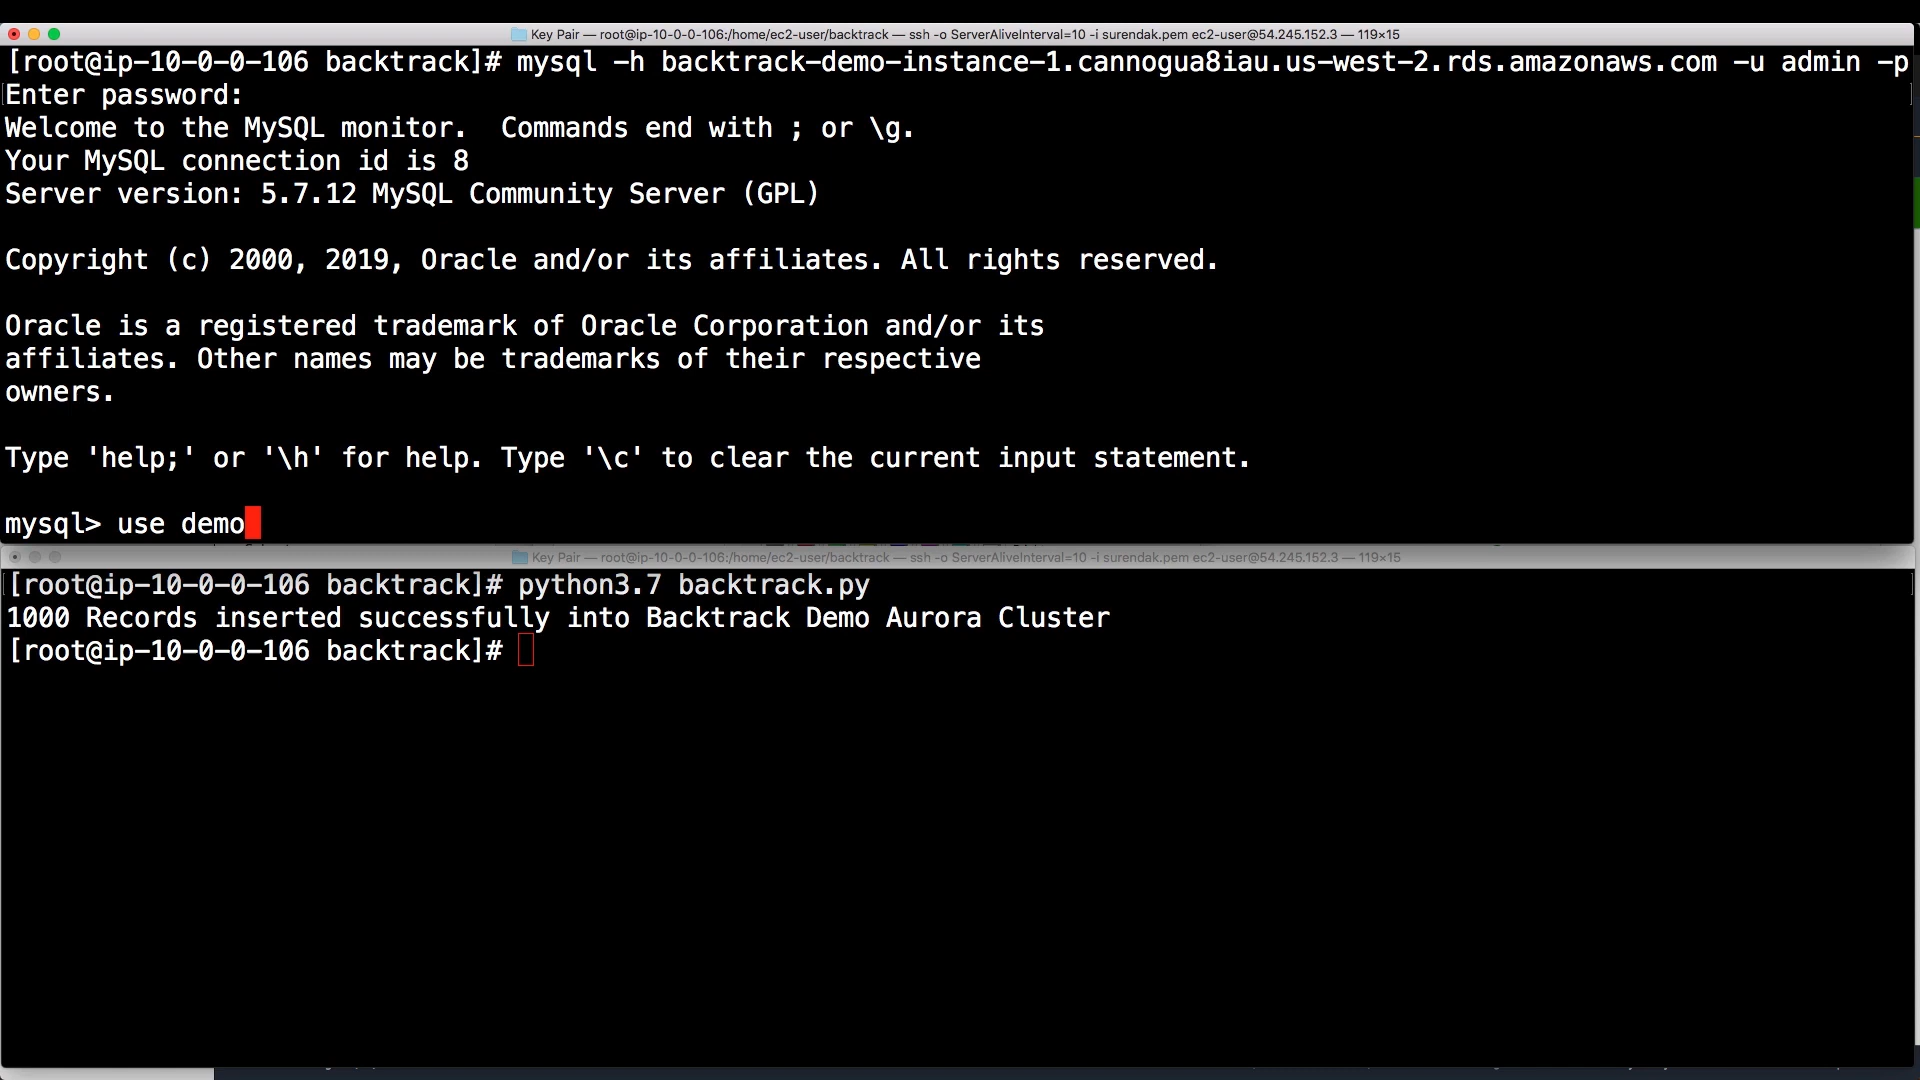 Key Pair — root@ip-10-0-0-106:/home/ec2-user/backtrack — ssh -o ServerAliveInterval=10 -i surendak.pem ec2-user@54.245.152.3 — 119×15
[root@ip-10-0-0-106 backtrack]# mysql -h backtrack-demo-instance-1.cannogua8iau.us-west-2.rds.amazonaws.com -u admin -p
Enter password:
Welcome to the MySQL monitor.  Commands end with ; or \g.
Your MySQL connection id is 8
Server version: 5.7.12 MySQL Community Server (GPL)
Copyright (c) 2000, 2019, Oracle and/or its affiliates. All rights reserved.
Oracle is a registered trademark of Oracle Corporation and/or its
affiliates. Other names may be trademarks of their respective
owners.
Type 'help;' or '\h' for help. Type '\c' to clear the current input statement.
mysql> use demo
Key Pair — root@ip-10-0-0-106:/home/ec2-user/backtrack — ssh -o ServerAliveInterval=10 -i surendak.pem ec2-user@54.245.152.3 — 119×15
[root@ip-10-0-0-106 backtrack]# python3.7 backtrack.py
1000 Records inserted successfully into Backtrack Demo Aurora Cluster
[root@ip-10-0-0-106 backtrack]#